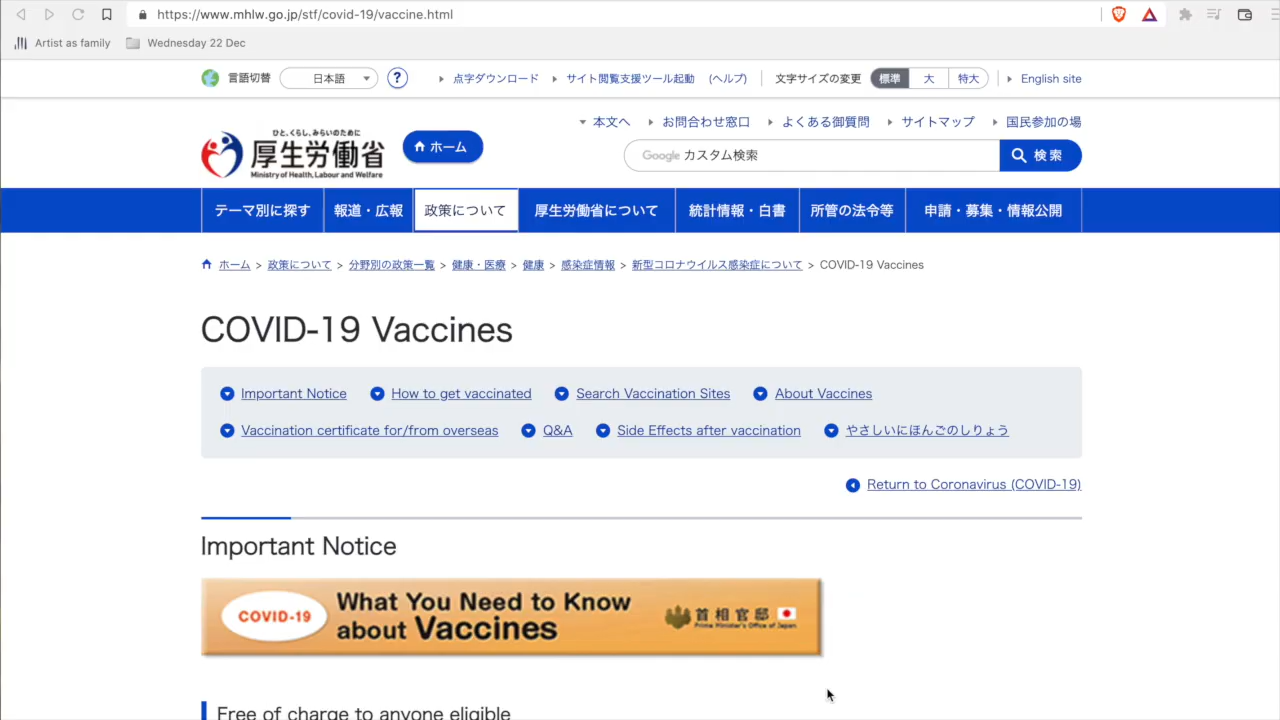 https://www.mhlw.go.jp/stf/covid-19/vaccine.html
Artist as family Wednesday 22 Dec
言語切替 日本語 ? 点字ダウンロード サイト閲覧支援ツール起動 (ヘルプ) 文字サイズの変更 標準 大 特大 English site
本文へ お問合わせ窓口 よくある御質問 サイトマップ 国民参加の場
ひと、くらし、みらいのために
厚生労働省
Ministry of Health, Labour and Welfare
ホーム
Google カスタム検索 検索
テーマ別に探す 報道・広報 政策について 厚生労働省について 統計情報・白書 所管の法令等 申請・募集・情報公開
ホーム > 政策について > 分野別の政策一覧 > 健康・医療 > 健康 > 感染症情報 > 新型コロナウイルス感染症について > COVID-19 Vaccines
COVID-19 Vaccines
Important Notice How to get vaccinated Search Vaccination Sites About Vaccines
Vaccination certificate for/from overseas Q&A Side Effects after vaccination やさしいにほんごのしりょう
Return to Coronavirus (COVID-19)
Important Notice
COVID-19 What You Need to Know
about Vaccines
首相官邸
Prime Minister's Office of Japan
Free of charge to anyone eligible